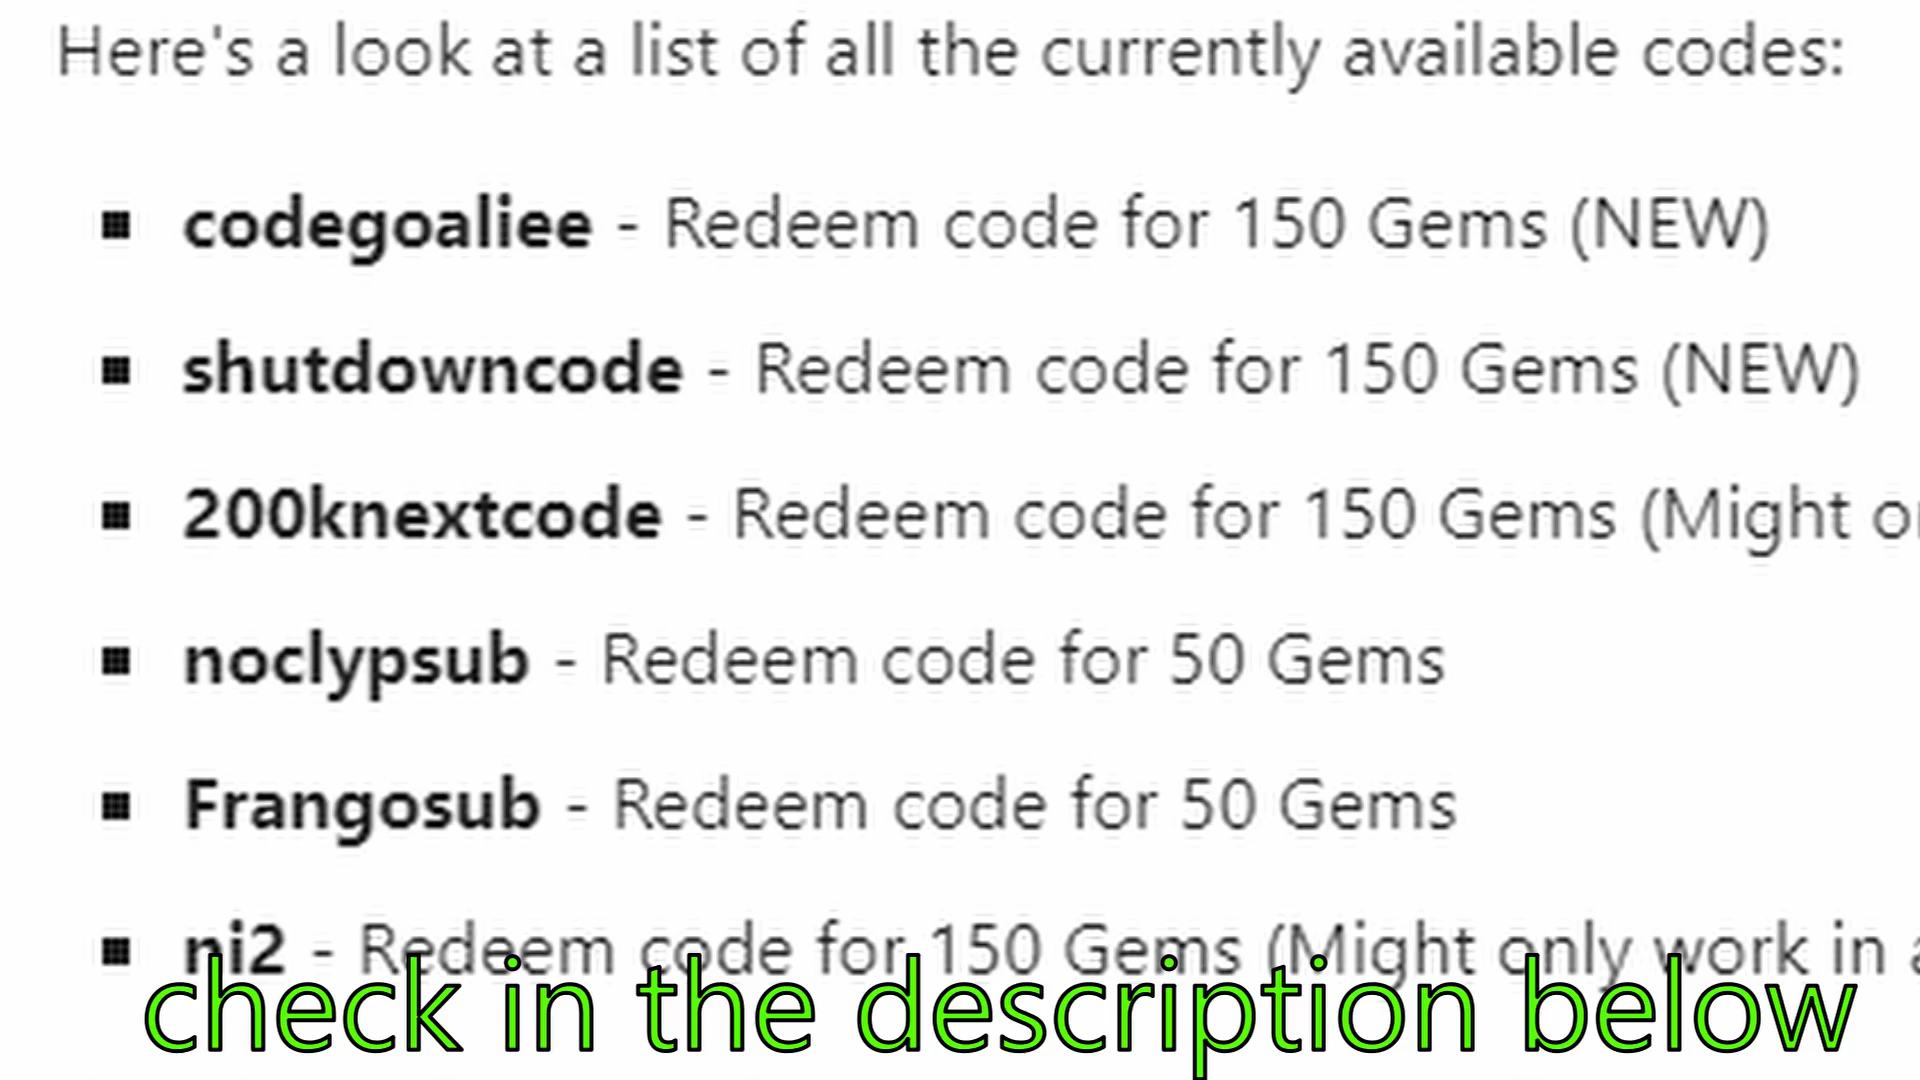 Here's a look at a list of all the currently available codes:
codegoaliee - Redeem code for 150 Gems (NEW)
shutdowncode - Redeem code for 150 Gems (NEW)
200knextcode - Redeem code for 150 Gems (Might
noclypsub - Redeem code for 50 Gems
Frangosub - Redeem code for 50 Gems
ni2 - Redeem code for 150 Gems (Might only work in
check in the description below